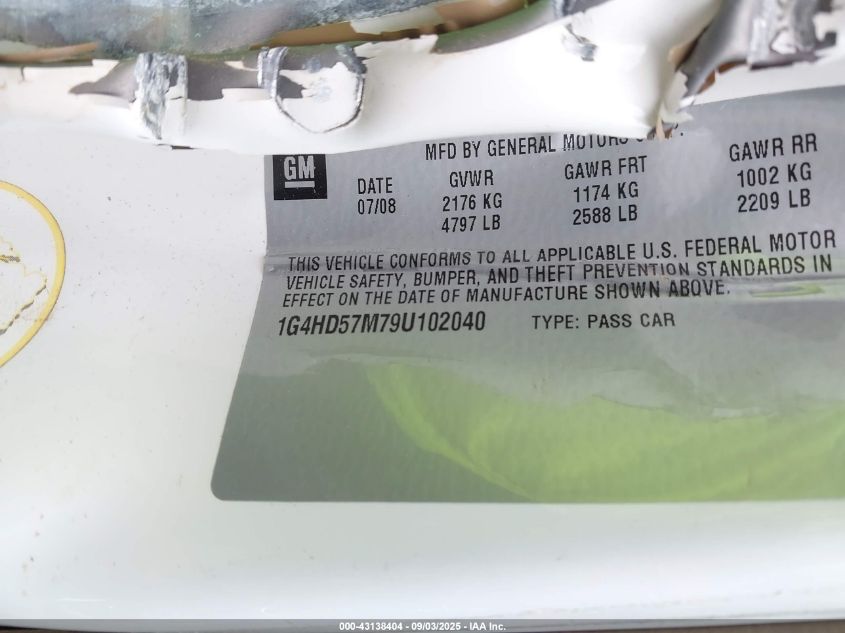 MFD BY GENERAL MOTORS CORP.
GM
DATE GVWR GAWR FRT GAWR RR
07/08 2176 KG 1174 KG 1002 KG
4797 LB 2588 LB 2209 LB
THIS VEHICLE CONFORMS TO ALL APPLICABLE U.S. FEDERAL MOTOR
VEHICLE SAFETY, BUMPER, AND THEFT PREVENTION STANDARDS IN
EFFECT ON THE DATE OF MANUFACTURE SHOWN ABOVE.
1G4HD57M79U102040 TYPE: PASS CAR
000-43138404 - 09/03/2025 - IAA Inc.